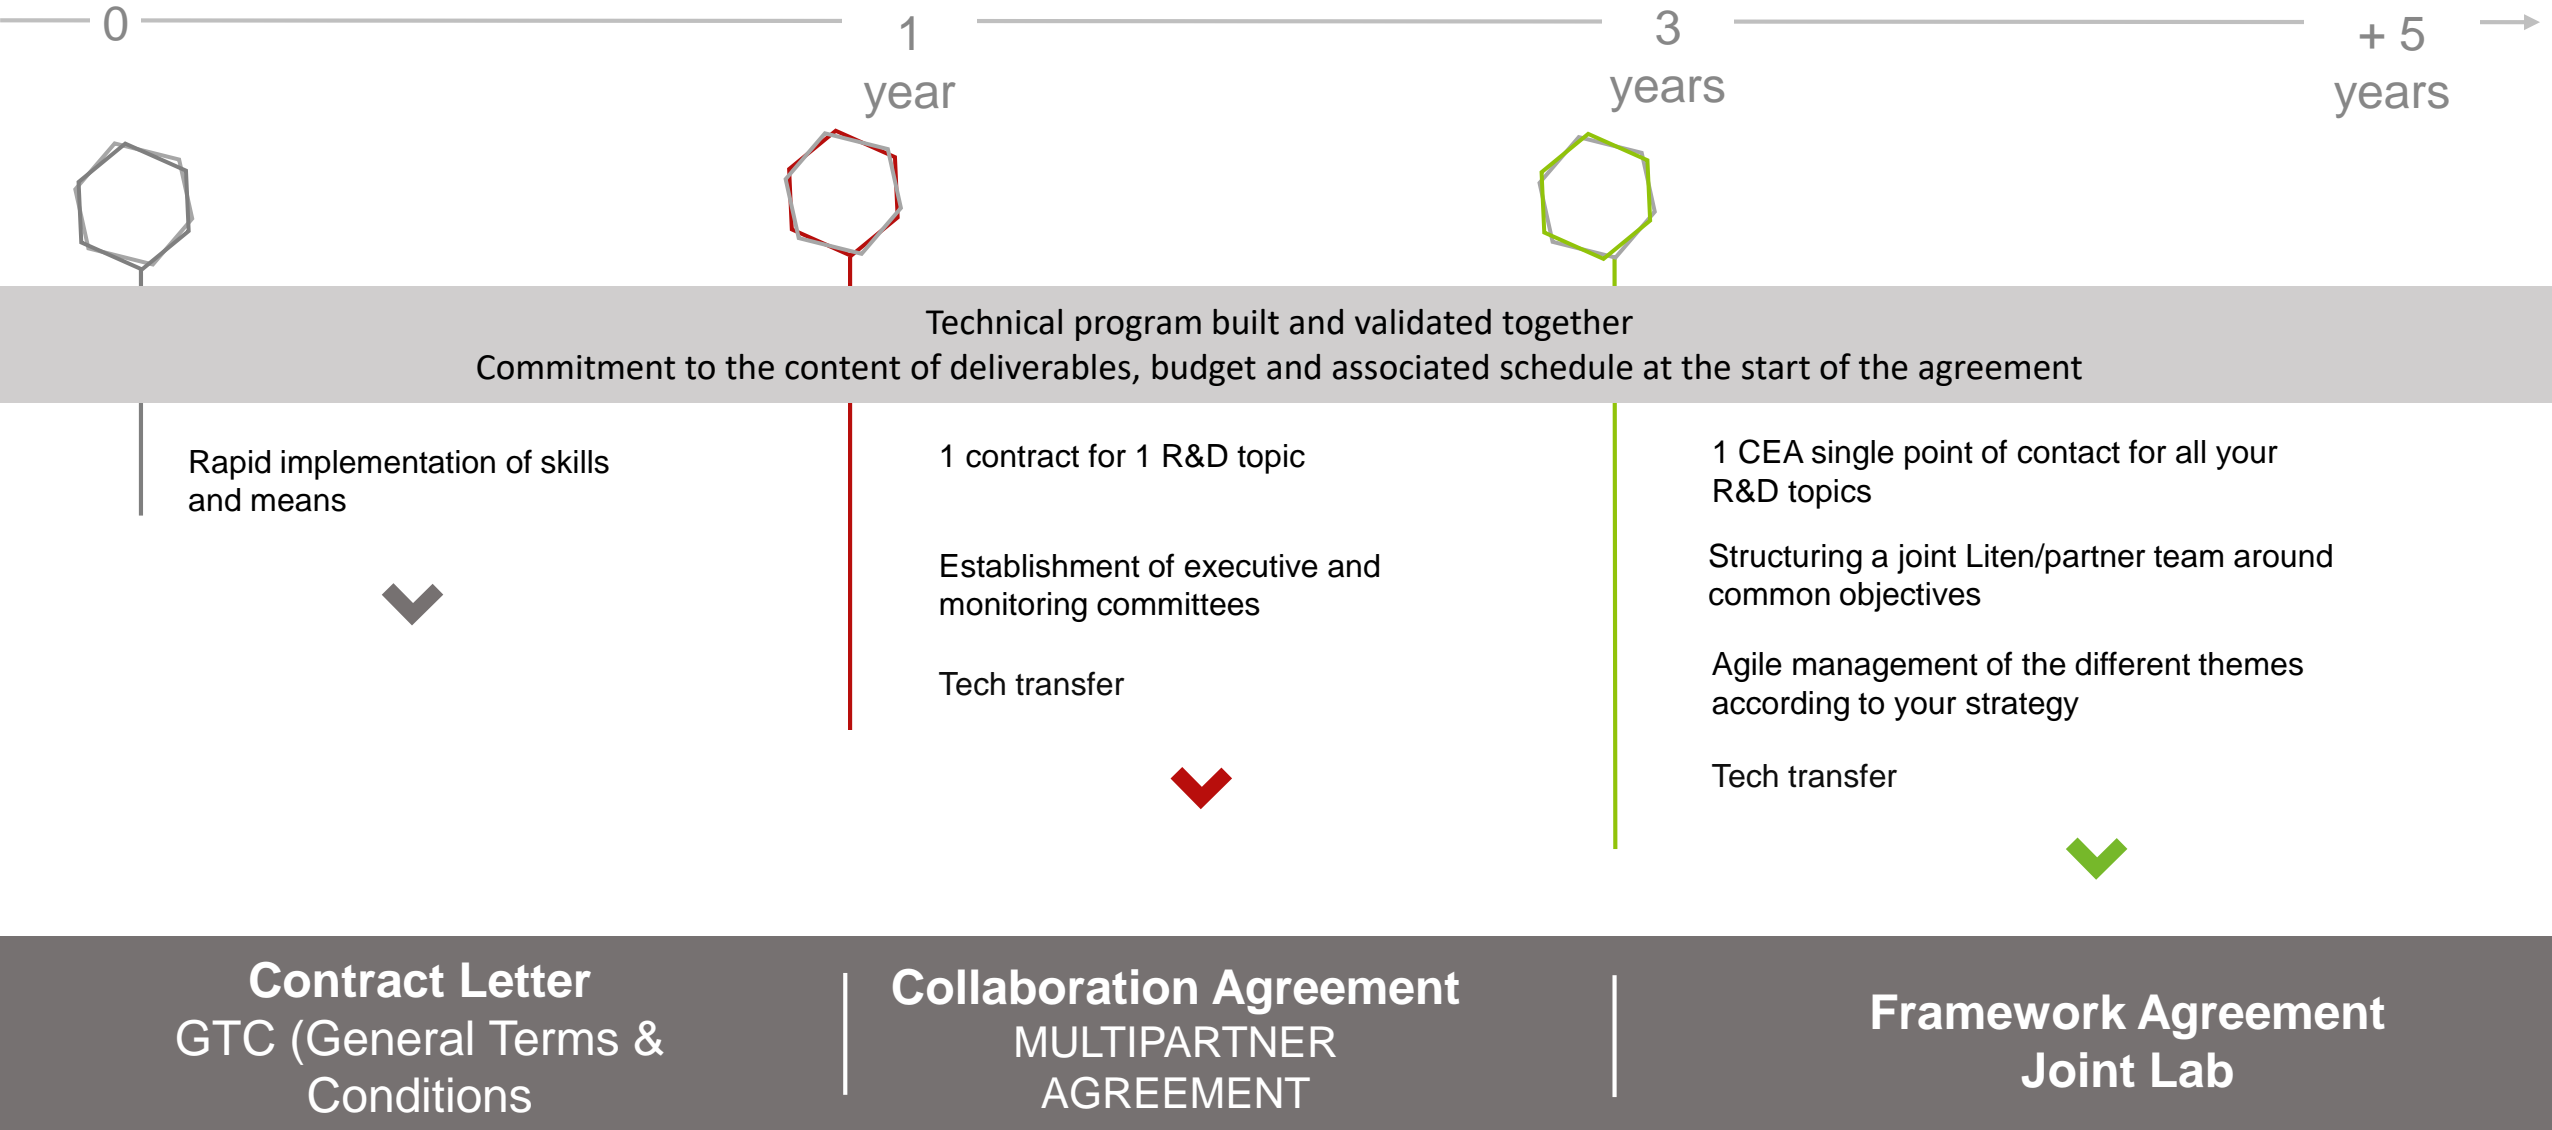 0
1
year
3
years
+ 5
years
Technical program built and validated together
Commitment to the content of deliverables, budget and associated schedule at the start of the agreement
Rapid implementation of skills
and means
1 contract for 1 R&D topic
Establishment of executive and
monitoring committees
Tech transfer
1 CEA single point of contact for all your
R&D topics
Structuring a joint Liten/partner team around
common objectives
Agile management of the different themes
according to your strategy
Tech transfer
Contract Letter
GTC (General Terms &
Conditions
Collaboration Agreement
MULTIPARTNER
AGREEMENT
Framework Agreement
Joint Lab